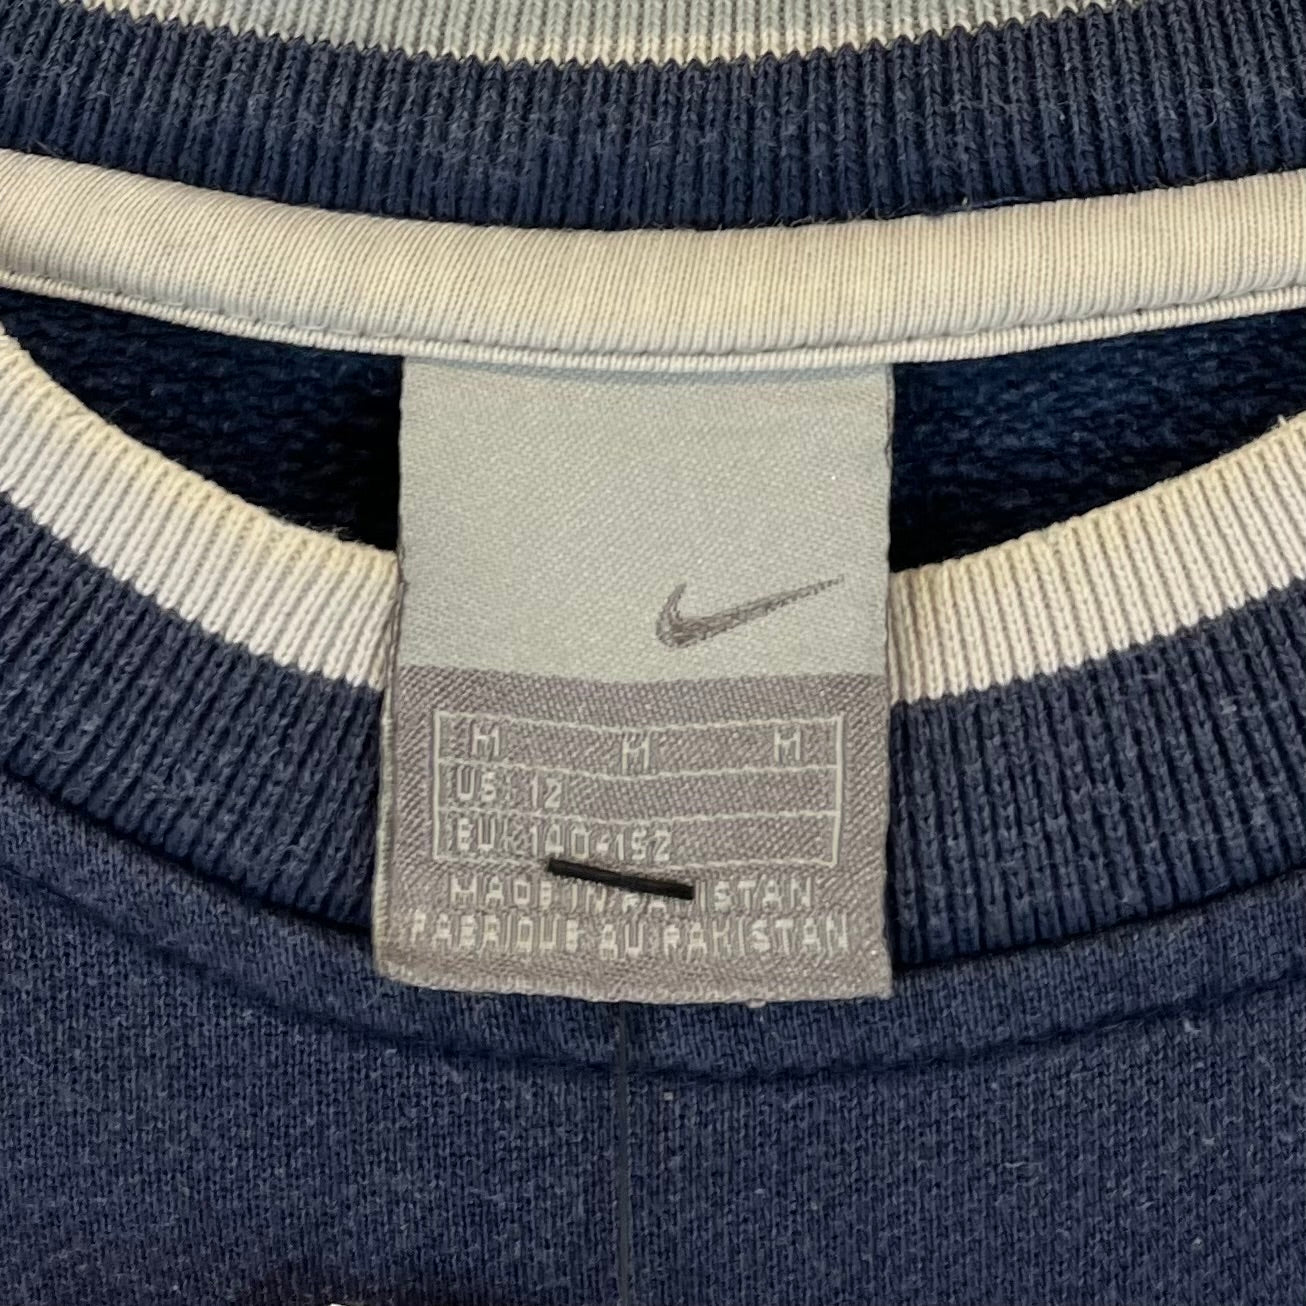 M M M
US: 12
EU: 140-152
MADE IN PAKISTAN
FABRIQUE AU PAKISTAN